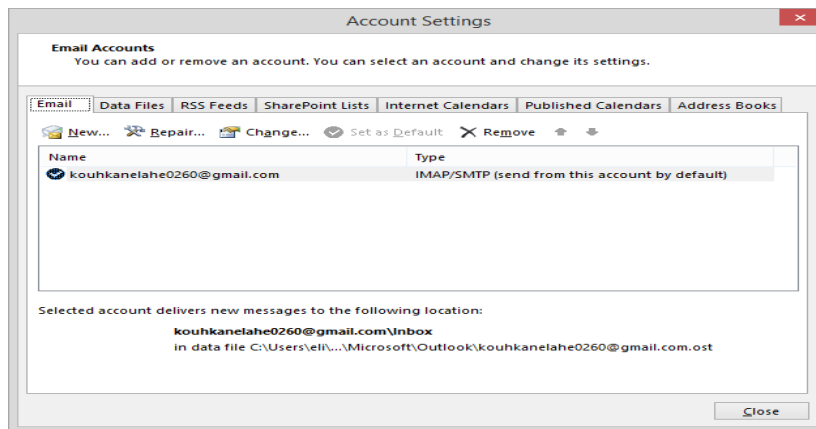 Account Settings
Email Accounts
You can add or remove an account. You can select an account and change its settings.
Email Data Files RSS Feeds SharePoint Lists Internet Calendars Published Calendars Address Books
New... Repair... Change... Set as Default Remove
Name Type
kouhkanelahe0260@gmail.com IMAP/SMTP (send from this account by default)
Selected account delivers new messages to the following location:
kouhkanelahe0260@gmail.com\Inbox
in data file C:\Users\eli\...\Microsoft\Outlook\kouhkanelahe0260@gmail.com.ost
Close